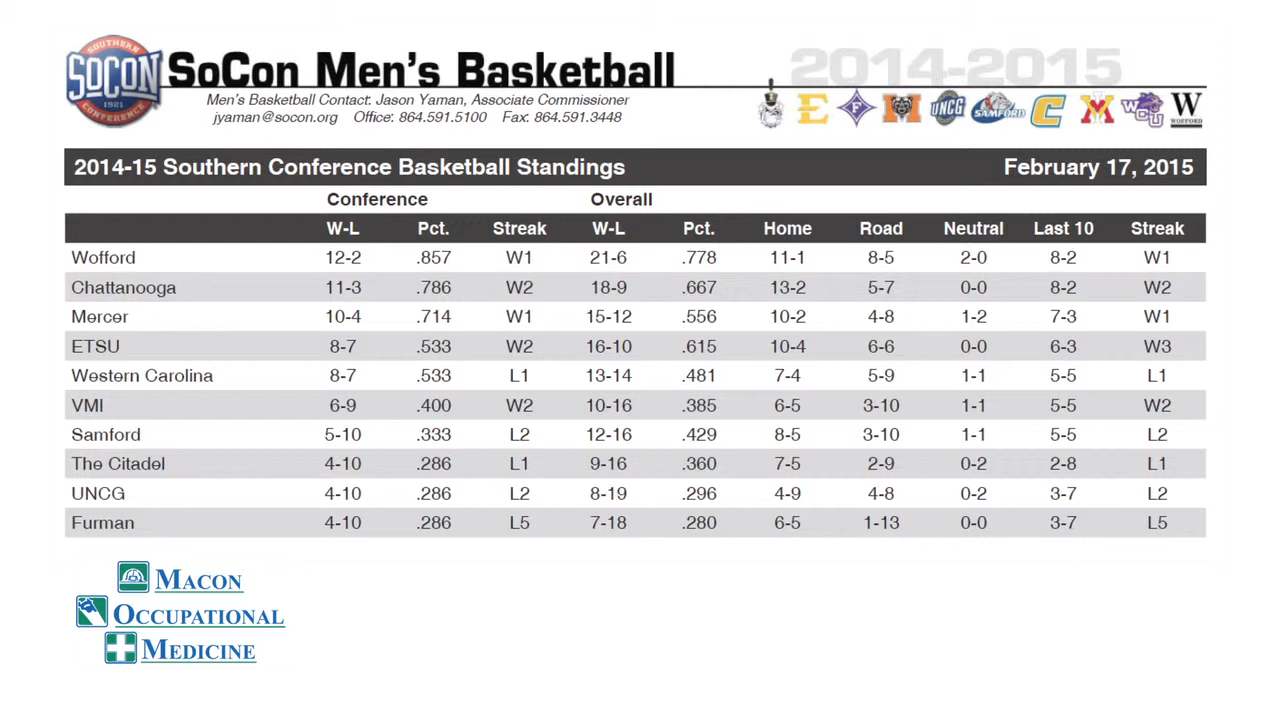 SOUTHERN
SOCON
1921
CONFERENCE
SoCon Men's Basketball
2014-2015
Men's Basketball Contact: Jason Yaman, Associate Commissioner
jyaman@socon.org Office: 864.591.5100 Fax: 864.591.3448
E
F
UNCG
SAMFORD
C
WCU
W
WOFFORD
2014-15 Southern Conference Basketball Standings February 17, 2015
Conference Overall
W-L Pct. Streak W-L Pct. Home Road Neutral Last 10 Streak
Wofford 12-2 .857 W1 21-6 .778 11-1 8-5 2-0 8-2 W1
Chattanooga 11-3 .786 W2 18-9 .667 13-2 5-7 0-0 8-2 W2
Mercer 10-4 .714 W1 15-12 .556 10-2 4-8 1-2 7-3 W1
ETSU 8-7 .533 W2 16-10 .615 10-4 6-6 0-0 6-3 W3
Western Carolina 8-7 .533 L1 13-14 .481 7-4 5-9 1-1 5-5 L1
VMI 6-9 .400 W2 10-16 .385 6-5 3-10 1-1 5-5 W2
Samford 5-10 .333 L2 12-16 .429 8-5 3-10 1-1 5-5 L2
The Citadel 4-10 .286 L1 9-16 .360 7-5 2-9 0-2 2-8 L1
UNCG 4-10 .286 L2 8-19 .296 4-9 4-8 0-2 3-7 L2
Furman 4-10 .286 L5 7-18 .280 6-5 1-13 0-0 3-7 L5
MACON
OCCUPATIONAL
MEDICINE